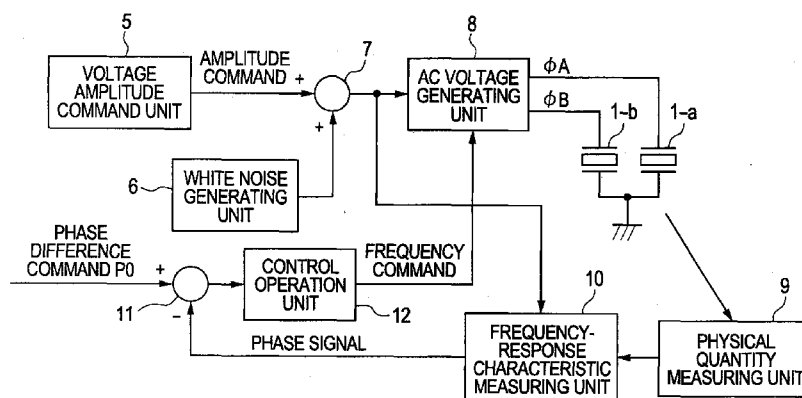 5
VOLTAGE
AMPLITUDE
COMMAND UNIT
AMPLITUDE
COMMAND
+
7
+
8
AC VOLTAGE
GENERATING
UNIT
ϕA
ϕB
1-b
1-a
6
WHITE NOISE
GENERATING
UNIT
PHASE
DIFFERENCE
COMMAND P0
+
11
−
CONTROL
OPERATION
UNIT
12
FREQUENCY
COMMAND
PHASE SIGNAL
10
FREQUENCY-
RESPONSE
CHARACTERISTIC
MEASURING UNIT
9
PHYSICAL
QUANTITY
MEASURING UNIT